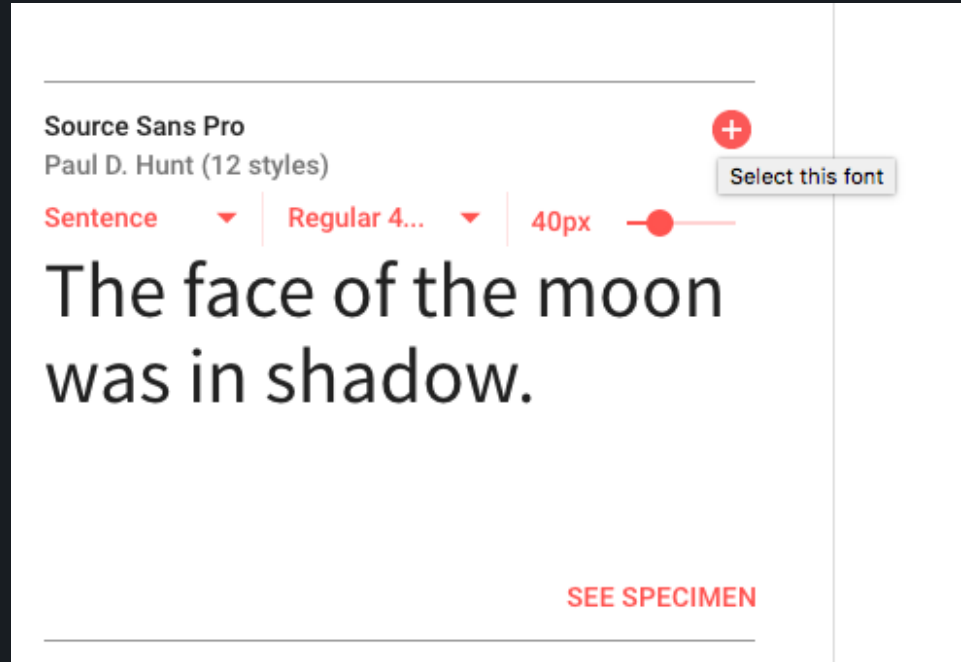 Source Sans Pro
Paul D. Hunt (12 styles)
Select this font
Sentence
Regular 4...
40px
The face of the moon
was in shadow.
SEE SPECIMEN